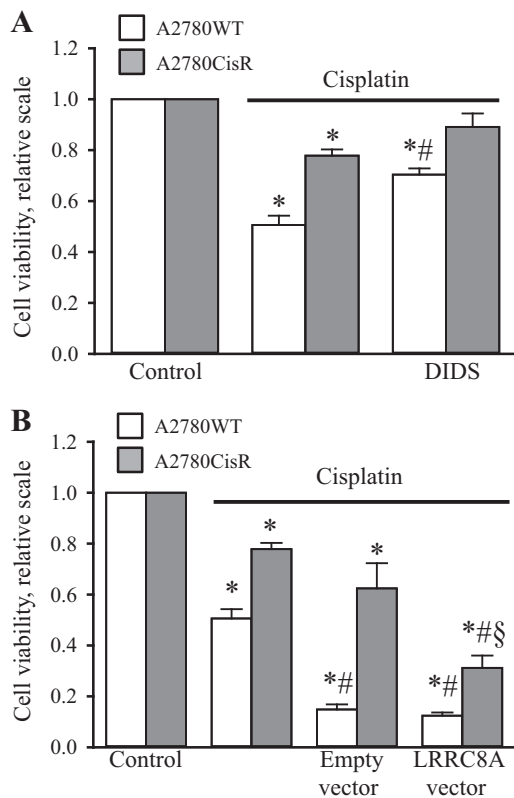 A
A2780WT
A2780CisR
Cisplatin
Cell viability, relative scale
1.2
1.0
0.8
0.6
0.4
0.2
0.0
*
*
*#
Control
DIDS
B
A2780WT
A2780CisR
Cisplatin
Cell viability, relative scale
1.2
1.0
0.8
0.6
0.4
0.2
0.0
*
*
*#
*
*#
*#§
Control
Empty
vector
LRRC8A
vector